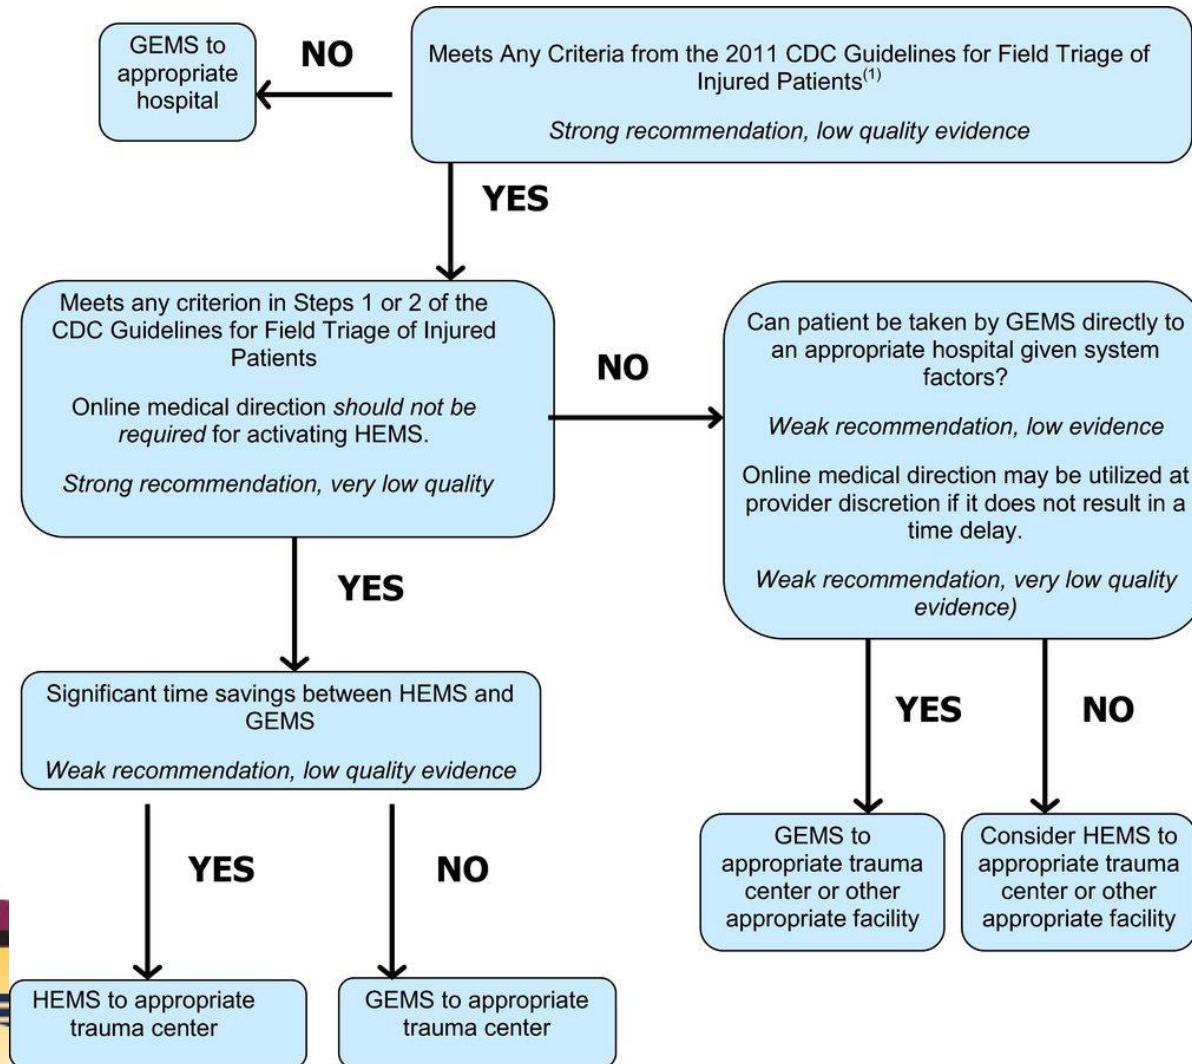 GEMS to
appropriate
hospital
NO
Meets Any Criteria from the 2011 CDC Guidelines for Field Triage of
Injured Patients(1)
Strong recommendation, low quality evidence
YES
Meets any criterion in Steps 1 or 2 of the
CDC Guidelines for Field Triage of Injured
Patients
Online medical direction should not be
required for activating HEMS.
Strong recommendation, very low quality
NO
Can patient be taken by GEMS directly to
an appropriate hospital given system
factors?
Weak recommendation, low evidence
Online medical direction may be utilized at
provider discretion if it does not result in a
time delay.
Weak recommendation, very low quality
evidence)
YES
Significant time savings between HEMS and
GEMS
Weak recommendation, low quality evidence
YES
NO
YES
NO
GEMS to
appropriate trauma
center or other
appropriate facility
Consider HEMS to
appropriate trauma
center or other
appropriate facility
HEMS to appropriate
trauma center
GEMS to appropriate
trauma center